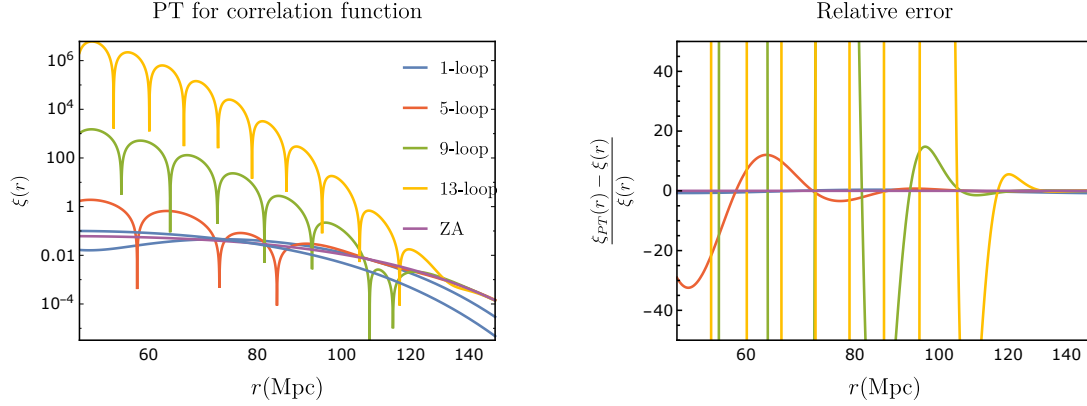 PT for correlation function
ξ(r)
10^6
10^4
100
1
0.01
10^-4
1-loop
5-loop
9-loop
13-loop
ZA
60 80 100 120 140
r(Mpc)
Relative error
ξ_PT(r) − ξ(r)
ξ(r)
40
20
0
-20
-40
60 80 100 120 140
r(Mpc)